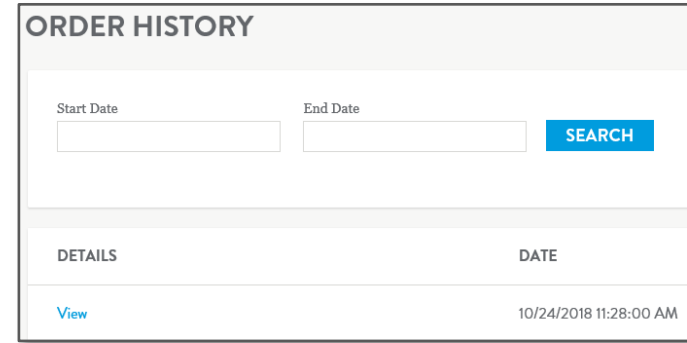 ORDER HISTORY
Start Date End Date
SEARCH
DETAILS DATE
View 10/24/2018 11:28:00 AM